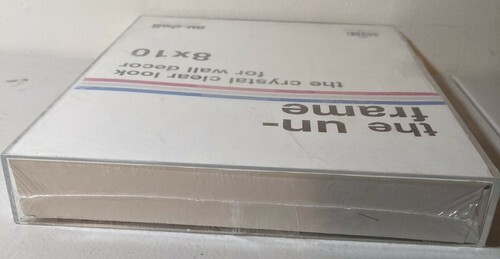 the un-
frame
the crystal clear look
for wall decor
8x10